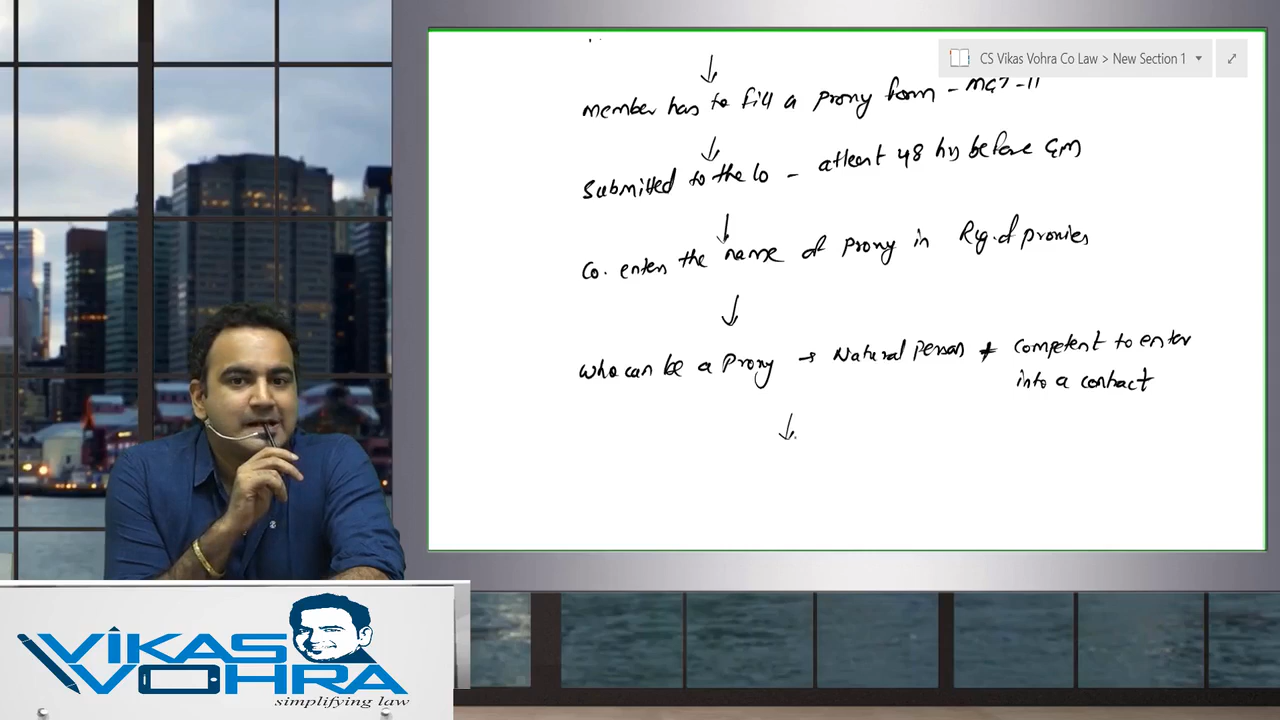 CS Vikas Vohra Co Law > New Section 1
member has to fill a proxy form - MGT-11
Submitted to the co - atleast 48 hrs before GM
Co. enters the name of proxy in Reg. of proxies
who can be a proxy → Natural person + competent to enter
into a contract
VIKAS
VOHRA
simplifying law